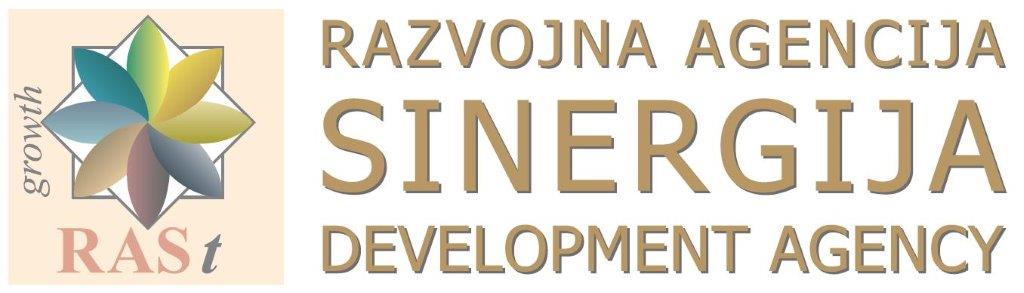 growth
RASt
RAZVOJNA AGENCIJA
SINERGIJA
DEVELOPMENT AGENCY